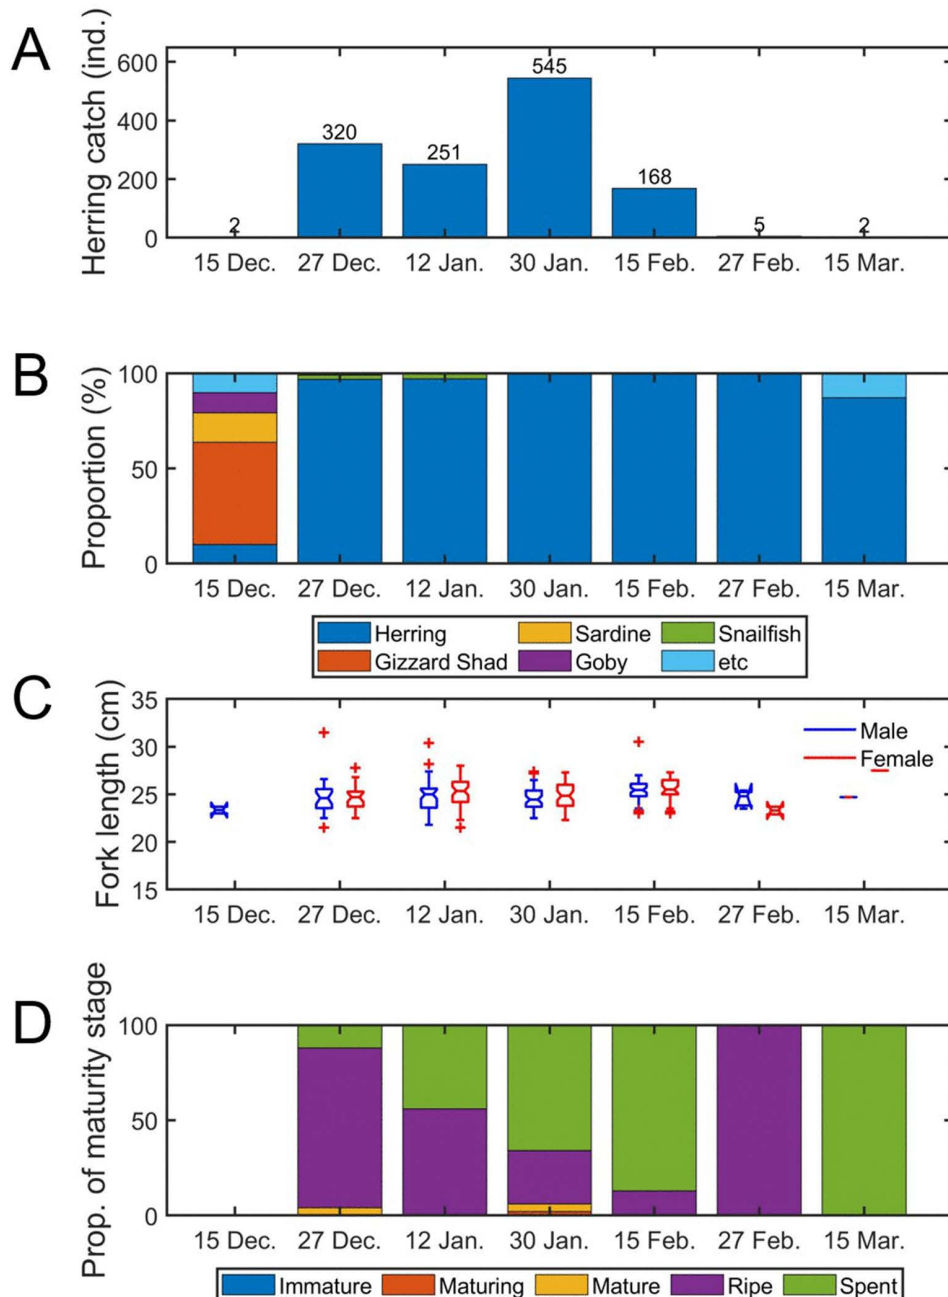 A
Herring catch (ind.)
600
400
200
0
2
320
251
545
168
5
2
15 Dec. 27 Dec. 12 Jan. 30 Jan. 15 Feb. 27 Feb. 15 Mar.
B
Proportion (%)
100
50
0
15 Dec. 27 Dec. 12 Jan. 30 Jan. 15 Feb. 27 Feb. 15 Mar.
Herring Sardine Snailfish
Gizzard Shad Goby etc
C
Fork length (cm)
35
30
25
20
15
Male
Female
15 Dec. 27 Dec. 12 Jan. 30 Jan. 15 Feb. 27 Feb. 15 Mar.
D
Prop. of maturity stage
100
50
0
15 Dec. 27 Dec. 12 Jan. 30 Jan. 15 Feb. 27 Feb. 15 Mar.
Immature Maturing Mature Ripe Spent